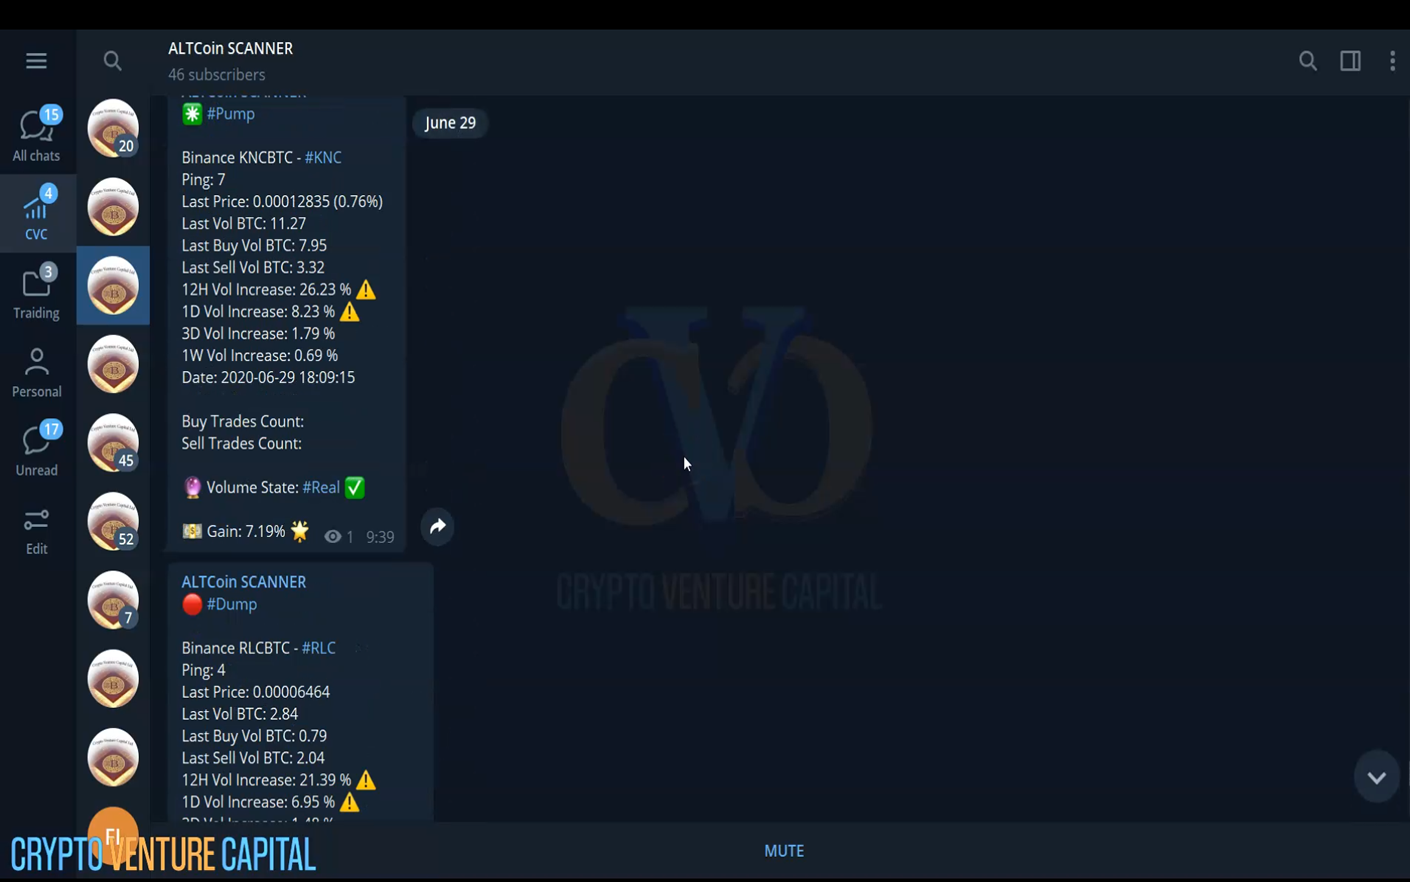 ALTCoin SCANNER
46 subscribers
15
All chats
4
CVC
3
Traiding
Personal
17
Unread
Edit
20
45
52
7
FI
ALTCoin SCANNER
#Pump
June 29
Binance KNCBTC - #KNC
Ping: 7
Last Price: 0.00012835 (0.76%)
Last Vol BTC: 11.27
Last Buy Vol BTC: 7.95
Last Sell Vol BTC: 3.32
12H Vol Increase: 26.23 % ⚠️
1D Vol Increase: 8.23 % ⚠️
3D Vol Increase: 1.79 %
1W Vol Increase: 0.69 %
Date: 2020-06-29 18:09:15
Buy Trades Count:
Sell Trades Count:
🔮 Volume State: #Real ✅
💵 Gain: 7.19% 🌟 1 9:39
ALTCoin SCANNER
🔴 #Dump
Binance RLCBTC - #RLC
Ping: 4
Last Price: 0.00006464
Last Vol BTC: 2.84
Last Buy Vol BTC: 0.79
Last Sell Vol BTC: 2.04
12H Vol Increase: 21.39 % ⚠️
1D Vol Increase: 6.95 % ⚠️
CVC
CRYPTO VENTURE CAPITAL
MUTE
CRYPTO VENTURE CAPITAL